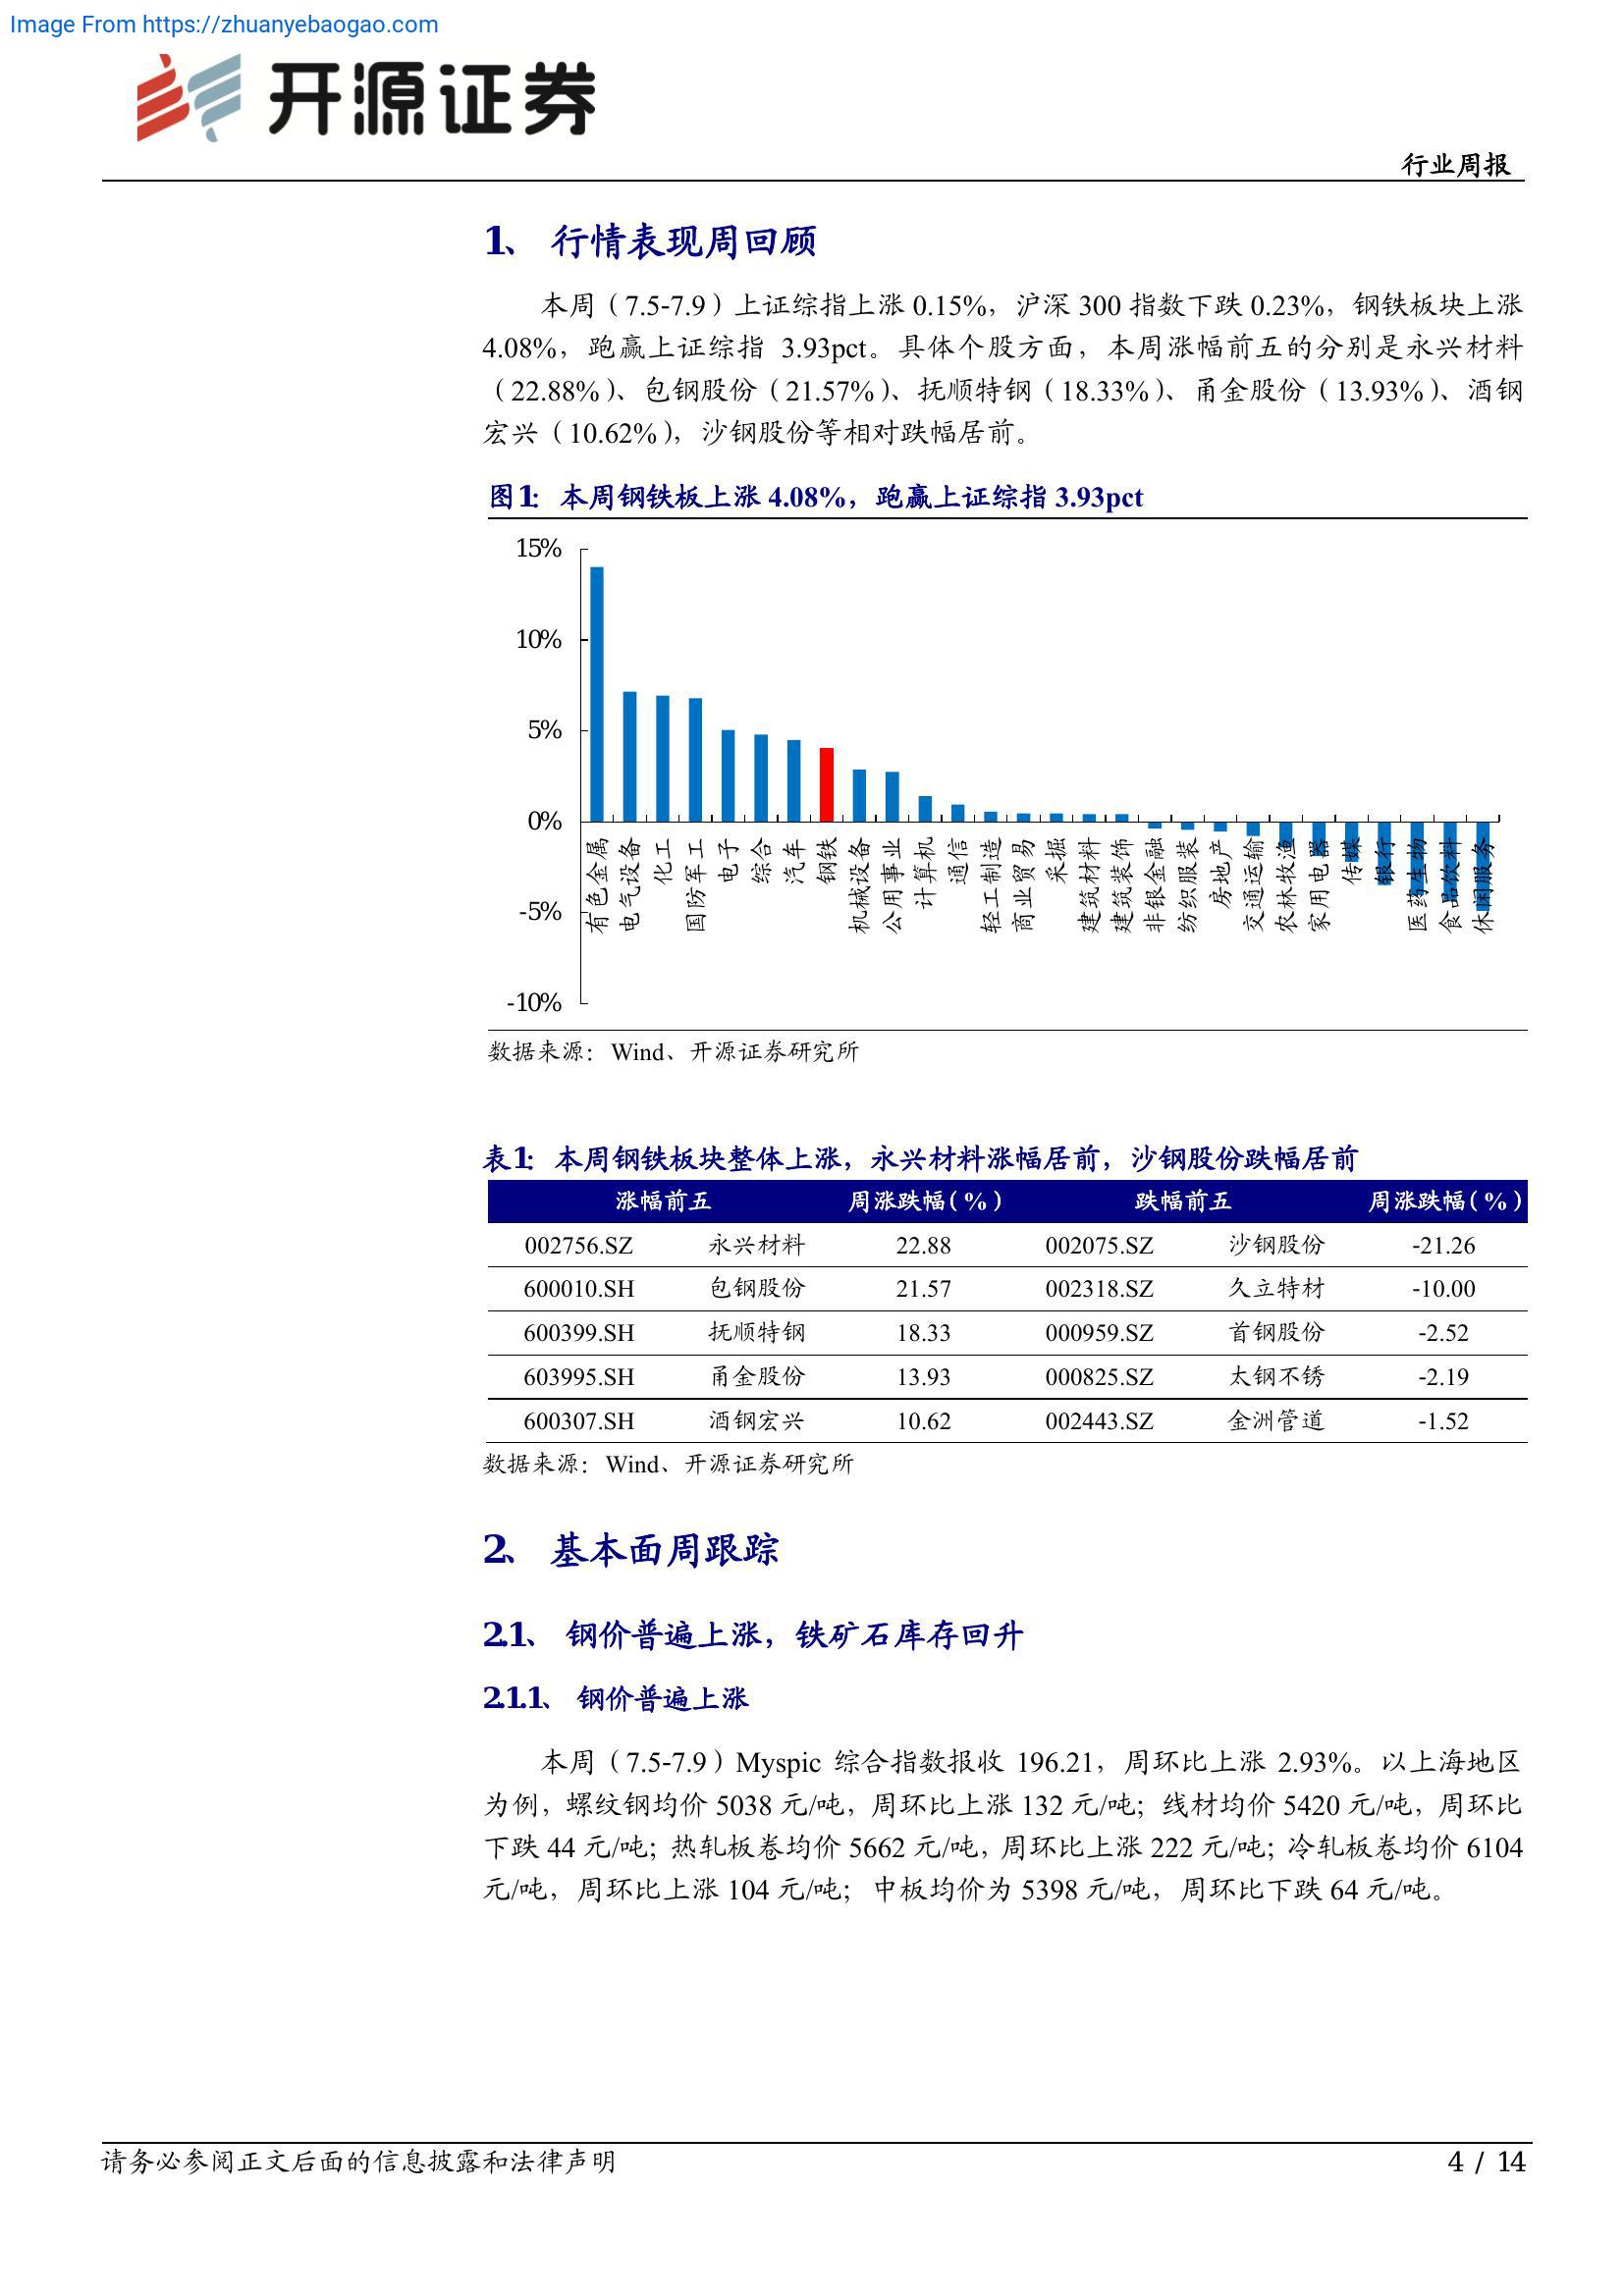 Image From https://zhuanyebaogao.com
开源证券
行业周报
1、 行情表现周回顾
本周（7.5-7.9）上证综指上涨 0.15%，沪深 300 指数下跌 0.23%，钢铁板块上涨
4.08%，跑赢上证综指 3.93pct。具体个股方面，本周涨幅前五的分别是永兴材料
（22.88%）、包钢股份（21.57%）、抚顺特钢（18.33%）、甬金股份（13.93%）、酒钢
宏兴（10.62%），沙钢股份等相对跌幅居前。
图1： 本周钢铁板上涨 4.08%，跑赢上证综指 3.93pct
15%
10%
5%
0%
-5%
-10%
有色金属
电气设备
化工
国防军工
电子
综合
汽车
钢铁
机械设备
公用事业
计算机
通信
轻工制造
商业贸易
采掘
建筑材料
建筑装饰
非银金融
纺织服装
房地产
交通运输
农林牧渔
家用电器
传媒
银行
医药生物
食品饮料
休闲服务
数据来源：Wind、开源证券研究所
表1： 本周钢铁板块整体上涨，永兴材料涨幅居前，沙钢股份跌幅居前
涨幅前五 周涨跌幅(%) 跌幅前五 周涨跌幅(%)
002756.SZ 永兴材料 22.88 002075.SZ 沙钢股份 -21.26
600010.SH 包钢股份 21.57 002318.SZ 久立特材 -10.00
600399.SH 抚顺特钢 18.33 000959.SZ 首钢股份 -2.52
603995.SH 甬金股份 13.93 000825.SZ 太钢不锈 -2.19
600307.SH 酒钢宏兴 10.62 002443.SZ 金洲管道 -1.52
数据来源：Wind、开源证券研究所
2、 基本面周跟踪
2.1、 钢价普遍上涨，铁矿石库存回升
2.1.1、 钢价普遍上涨
本周（7.5-7.9）Myspic 综合指数报收 196.21，周环比上涨 2.93%。以上海地区
为例，螺纹钢均价 5038 元/吨，周环比上涨 132 元/吨；线材均价 5420 元/吨，周环比
下跌 44 元/吨；热轧板卷均价 5662 元/吨，周环比上涨 222 元/吨；冷轧板卷均价 6104
元/吨，周环比上涨 104 元/吨；中板均价为 5398 元/吨，周环比下跌 64 元/吨。
请务必参阅正文后面的信息披露和法律声明
4 / 14